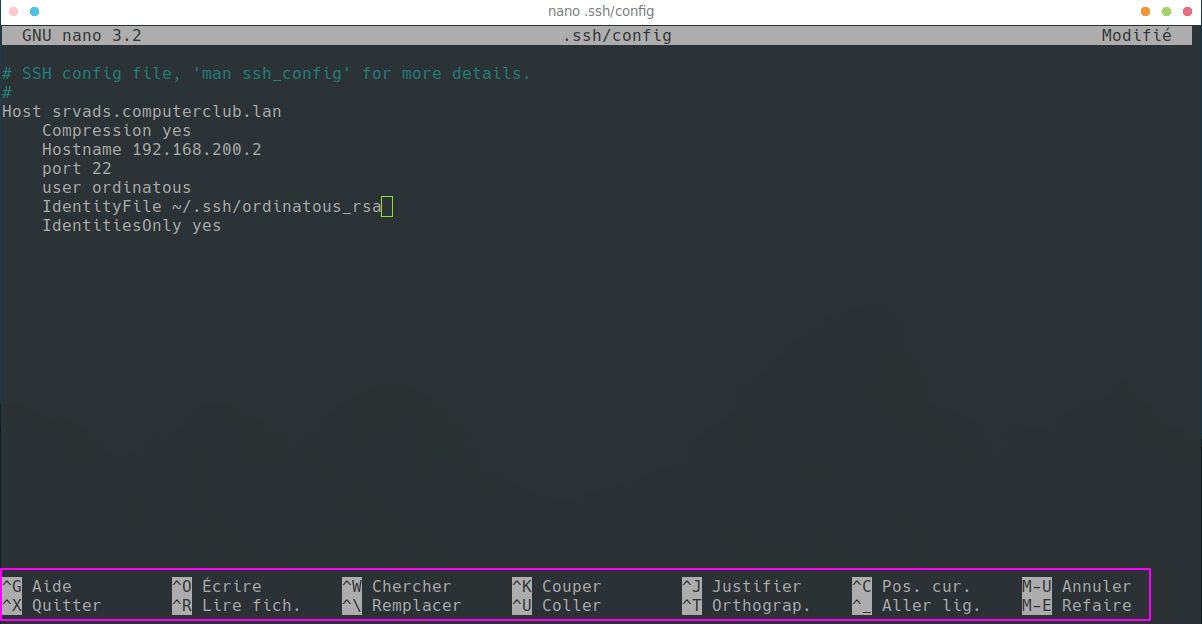 nano .ssh/config
GNU nano 3.2 .ssh/config Modifié
# SSH config file, 'man ssh_config' for more details.
#
Host srvads.computerclub.lan
    Compression yes
    Hostname 192.168.200.2
    port 22
    user ordinatous
    IdentityFile ~/.ssh/ordinatous_rsa
    IdentitiesOnly yes
^G Aide ^O Écrire ^W Chercher ^K Couper ^J Justifier ^C Pos. cur. M-U Annuler
^X Quitter ^R Lire fich. ^\ Remplacer ^U Coller ^T Orthograp. ^_ Aller lig. M-E Refaire